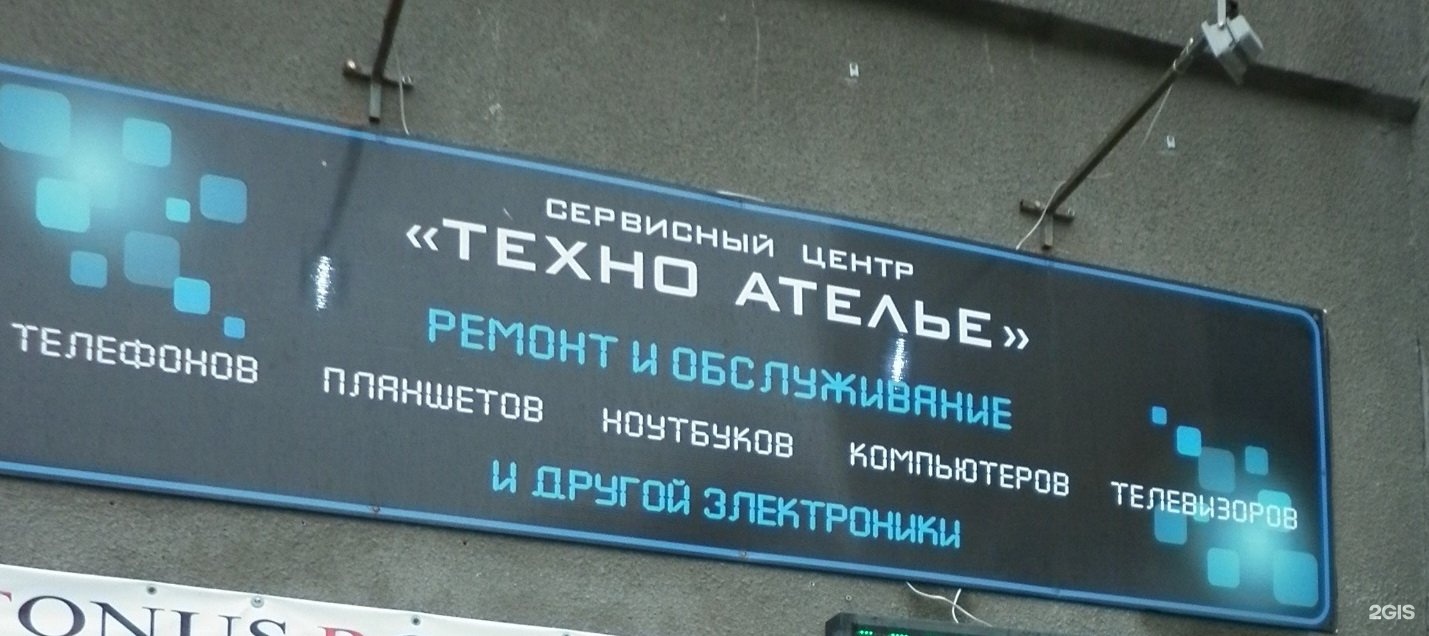 СЕРВИСНЫЙ ЦЕНТР
«ТЕХНО АТЕЛЬЕ»
РЕМОНТ И ОБСЛУЖИВАНИЕ
ТЕЛЕФОНОВ ПЛАНШЕТОВ НОУТБУКОВ КОМПЬЮТЕРОВ ТЕЛЕВИЗОРОВ
И ДРУГОЙ ЭЛЕКТРОНИКИ
2GIS